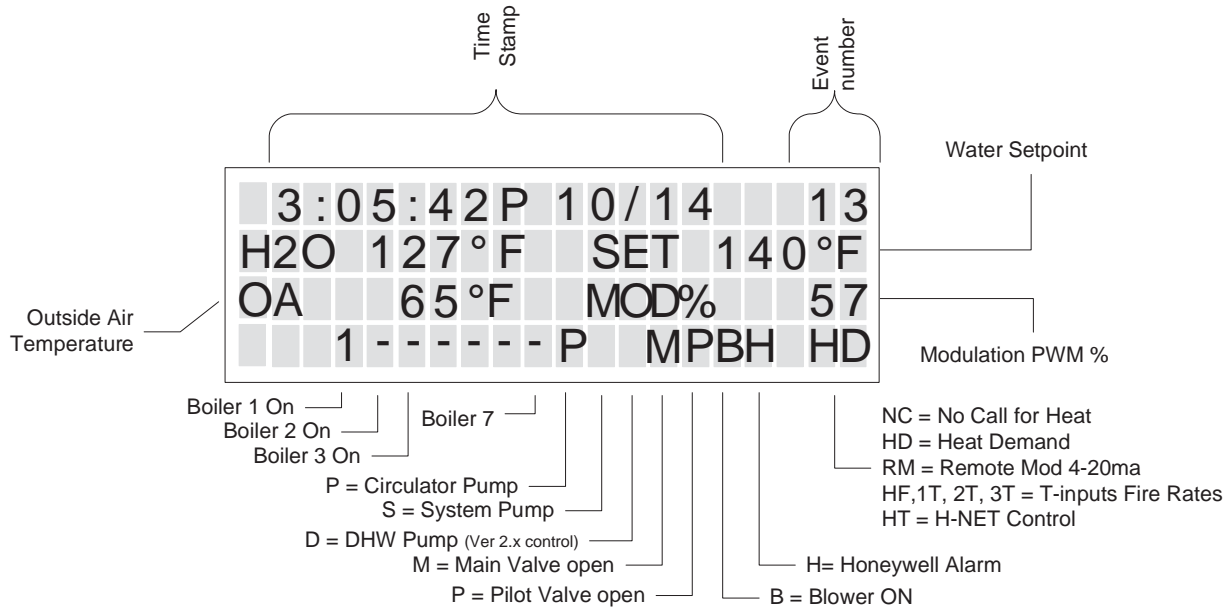 Time
Stamp
Event
number
Water Setpoint
3:05:42P 10/14 13
H2O 127°F SET 140°F
OA 65°F MOD% 57
1------P MPBH HD
Outside Air
Temperature
Modulation PWM %
Boiler 1 On
Boiler 2 On
Boiler 3 On
Boiler 7
P = Circulator Pump
S = System Pump
D = DHW Pump (Ver 2.x control)
M = Main Valve open
P = Pilot Valve open
NC = No Call for Heat
HD = Heat Demand
RM = Remote Mod 4-20ma
HF,1T, 2T, 3T = T-inputs Fire Rates
HT = H-NET Control
H= Honeywell Alarm
B = Blower ON